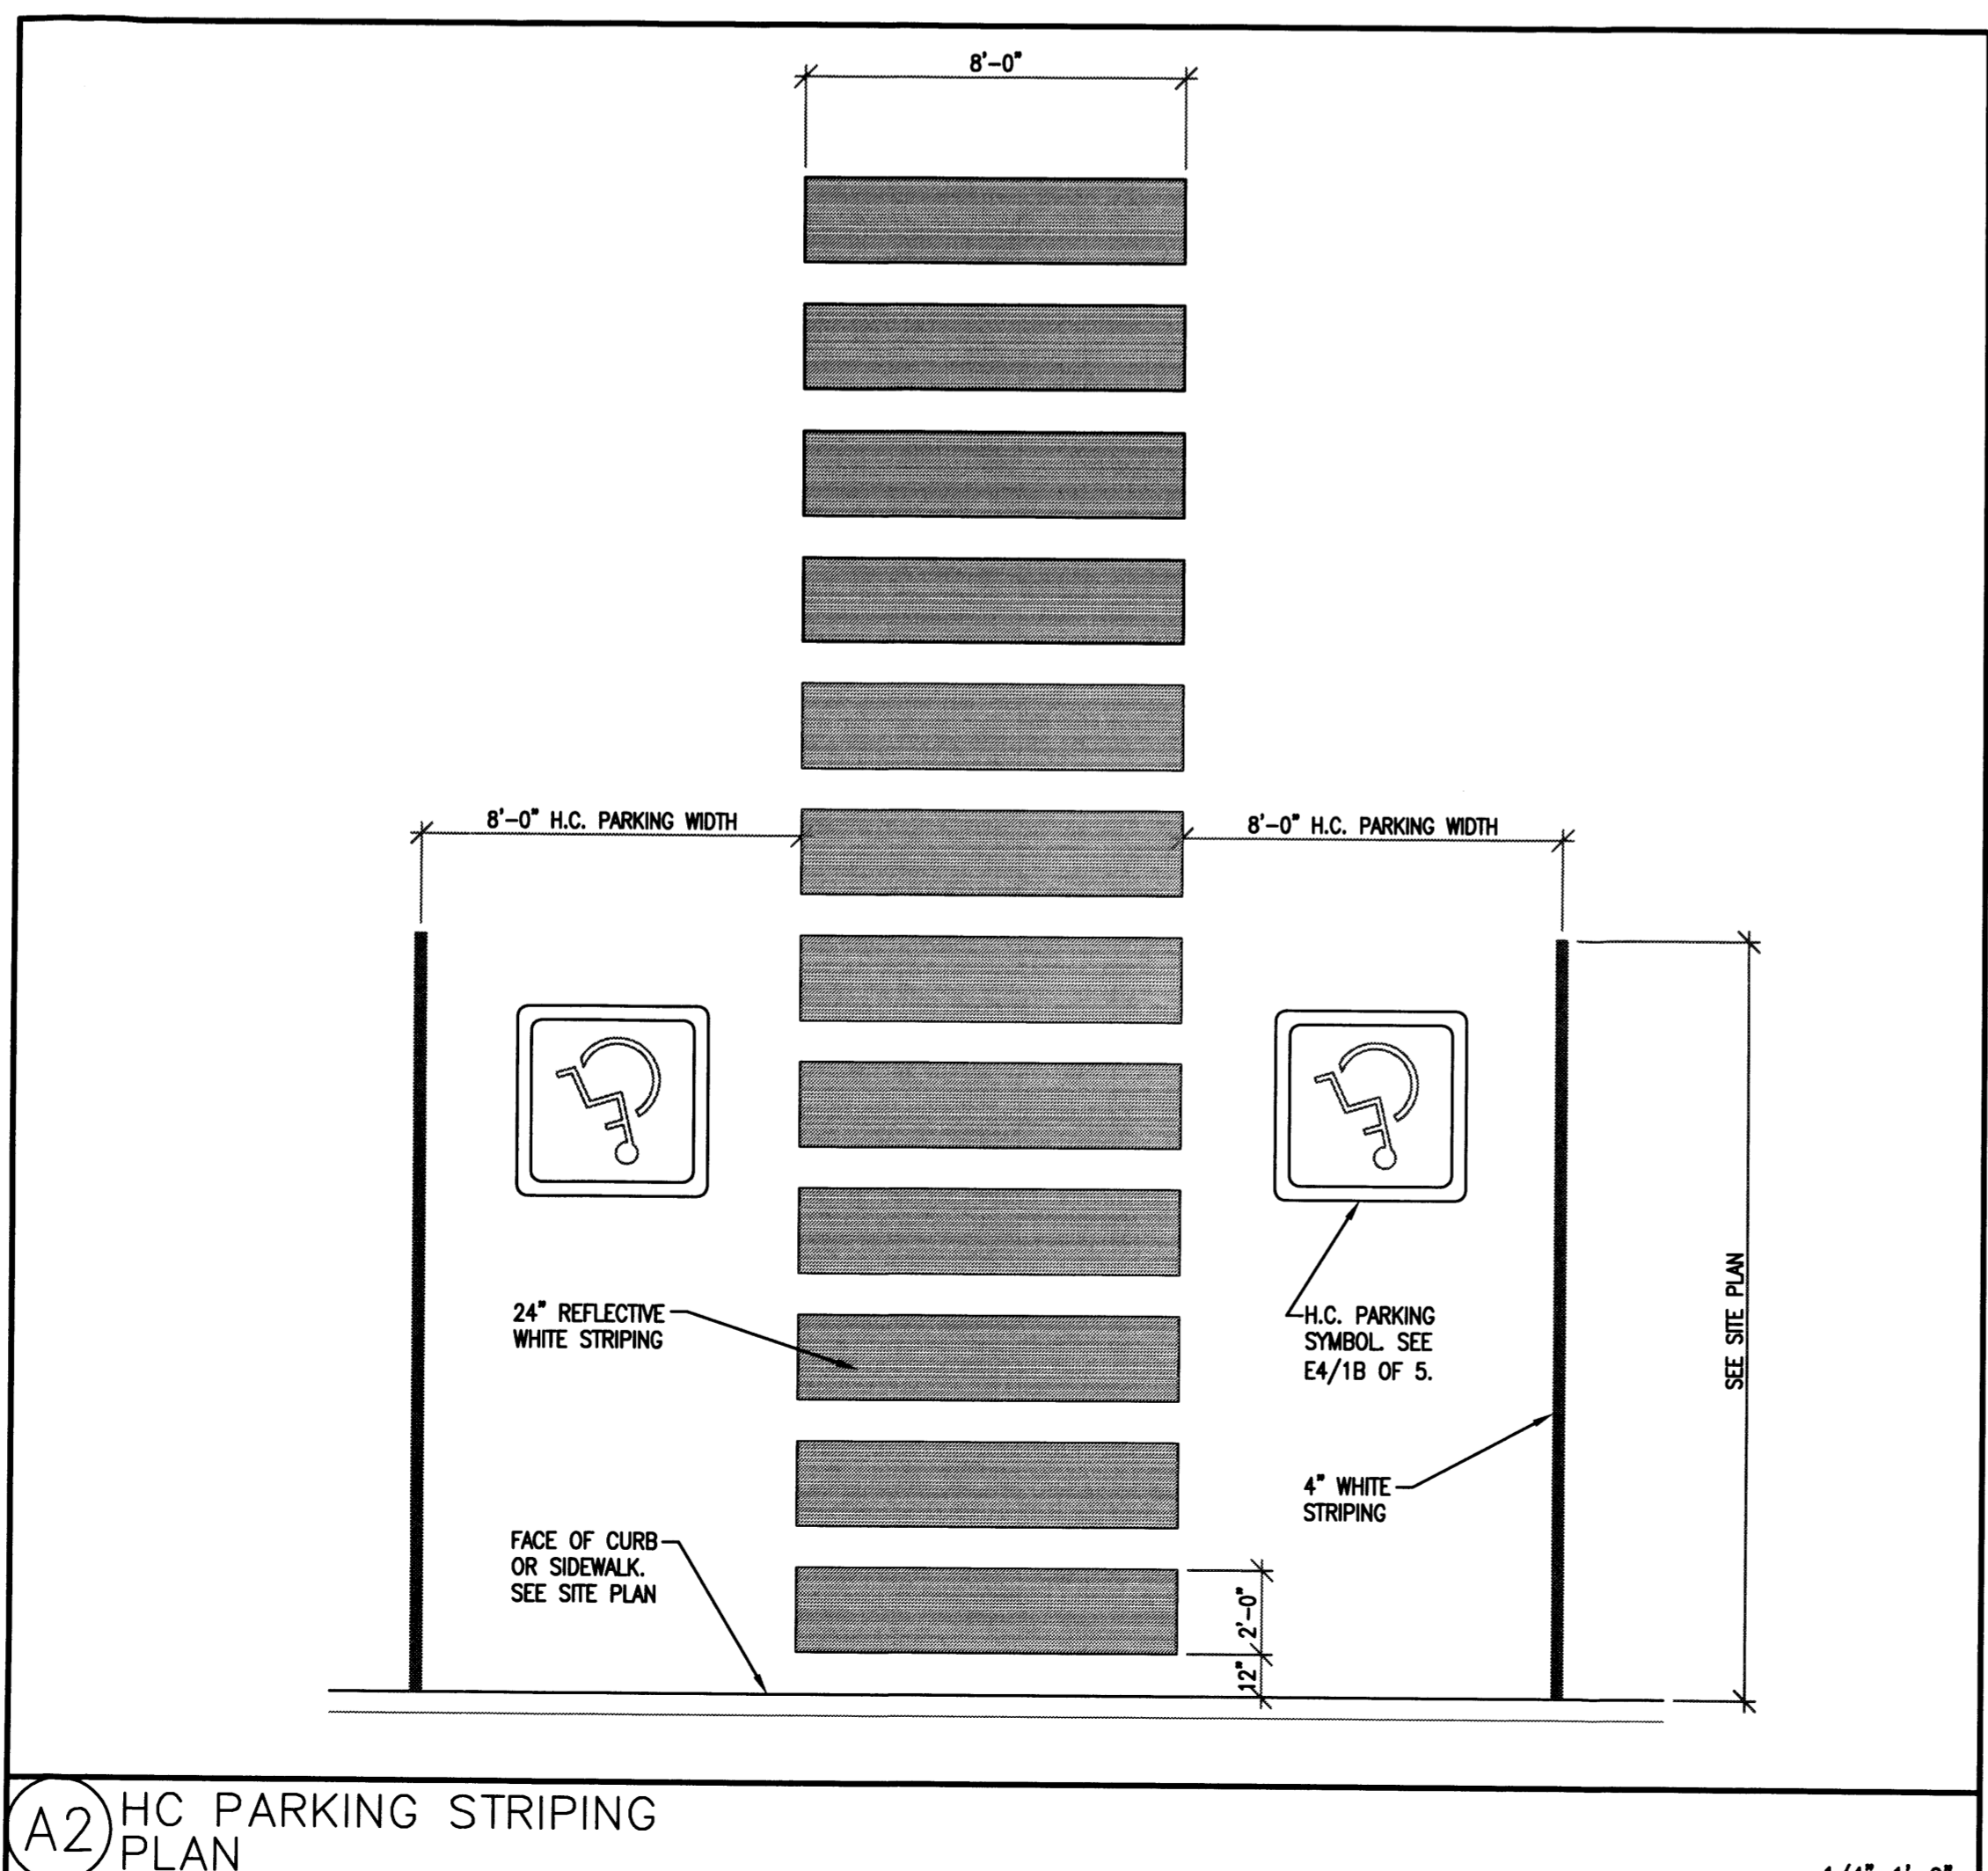 8'-0"
8'-0" H.C. PARKING WIDTH
8'-0" H.C. PARKING WIDTH
24" REFLECTIVE
WHITE STRIPING
H.C. PARKING
SYMBOL. SEE
E4/1B OF 5.
SEE SITE PLAN
4" WHITE
STRIPING
FACE OF CURB
OR SIDEWALK.
SEE SITE PLAN
2'-0"
12"
A2
HC PARKING STRIPING
PLAN